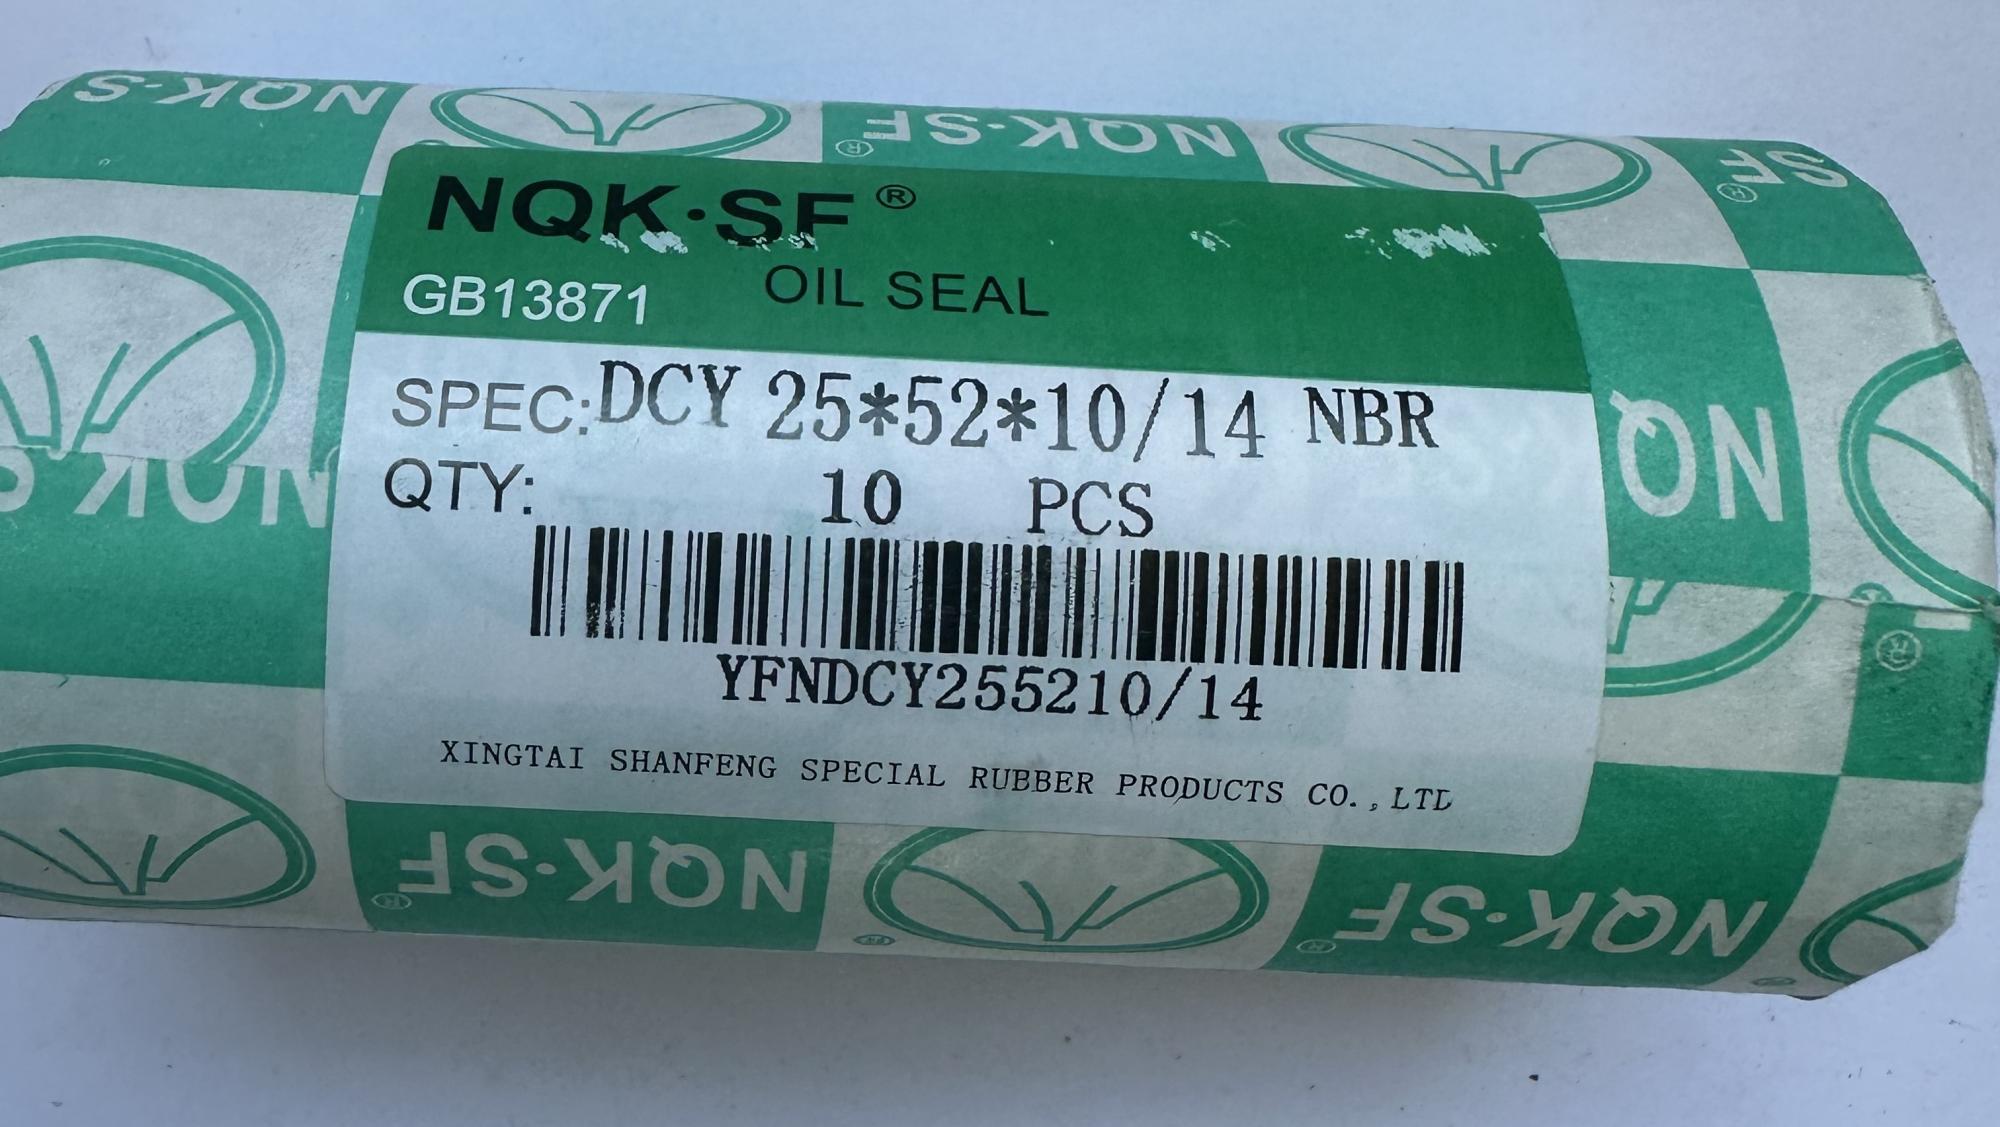 NQK·S
NQK·SF®
SF®
NQK·SF®
OIL SEAL
GB13871
SPEC:DCY 25*52*10/14 NBR
QTY: 10 PCS
NQ
YFNDCY255210/14
XINGTAI SHANFENG SPECIAL RUBBER PRODUCTS CO.,LTD
NQK·SF®
NQK·SF®